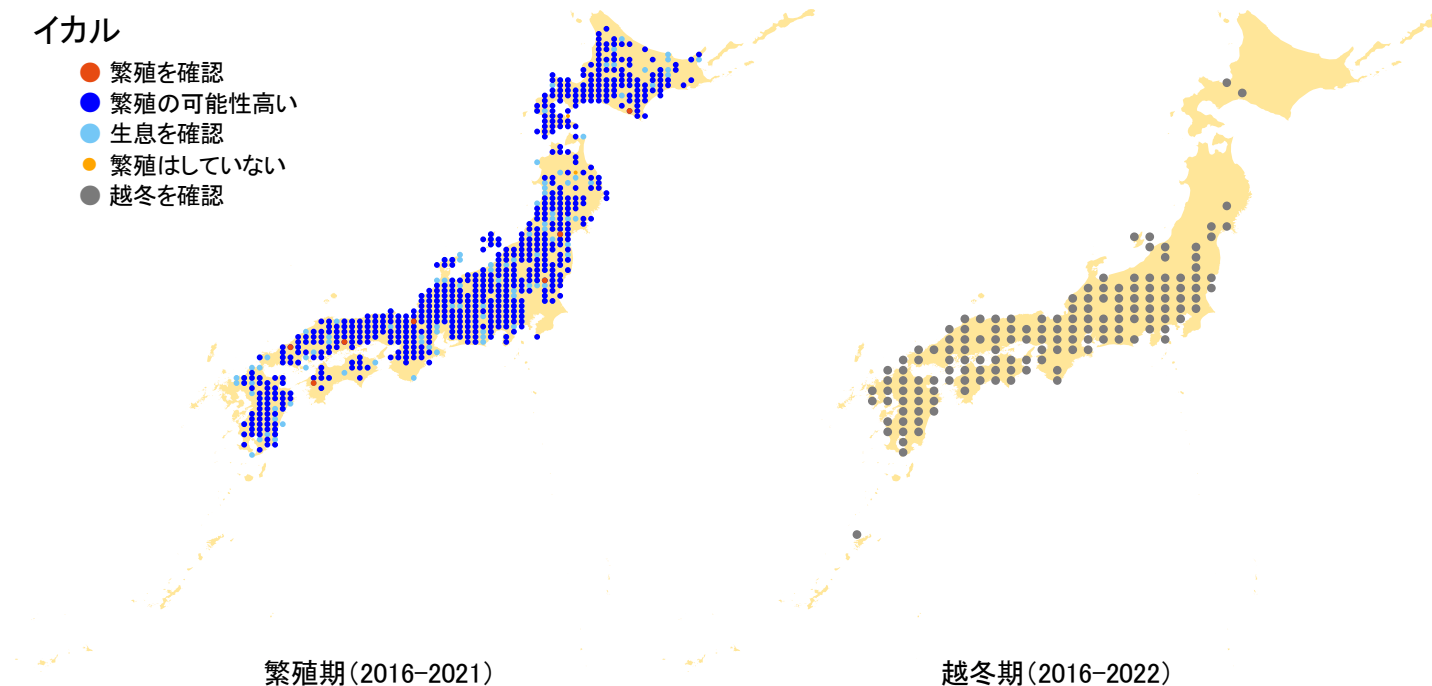 イカル
繁殖を確認
繁殖の可能性高い
生息を確認
繁殖はしていない
越冬を確認
繁殖期(2016-2021)
越冬期(2016-2022)